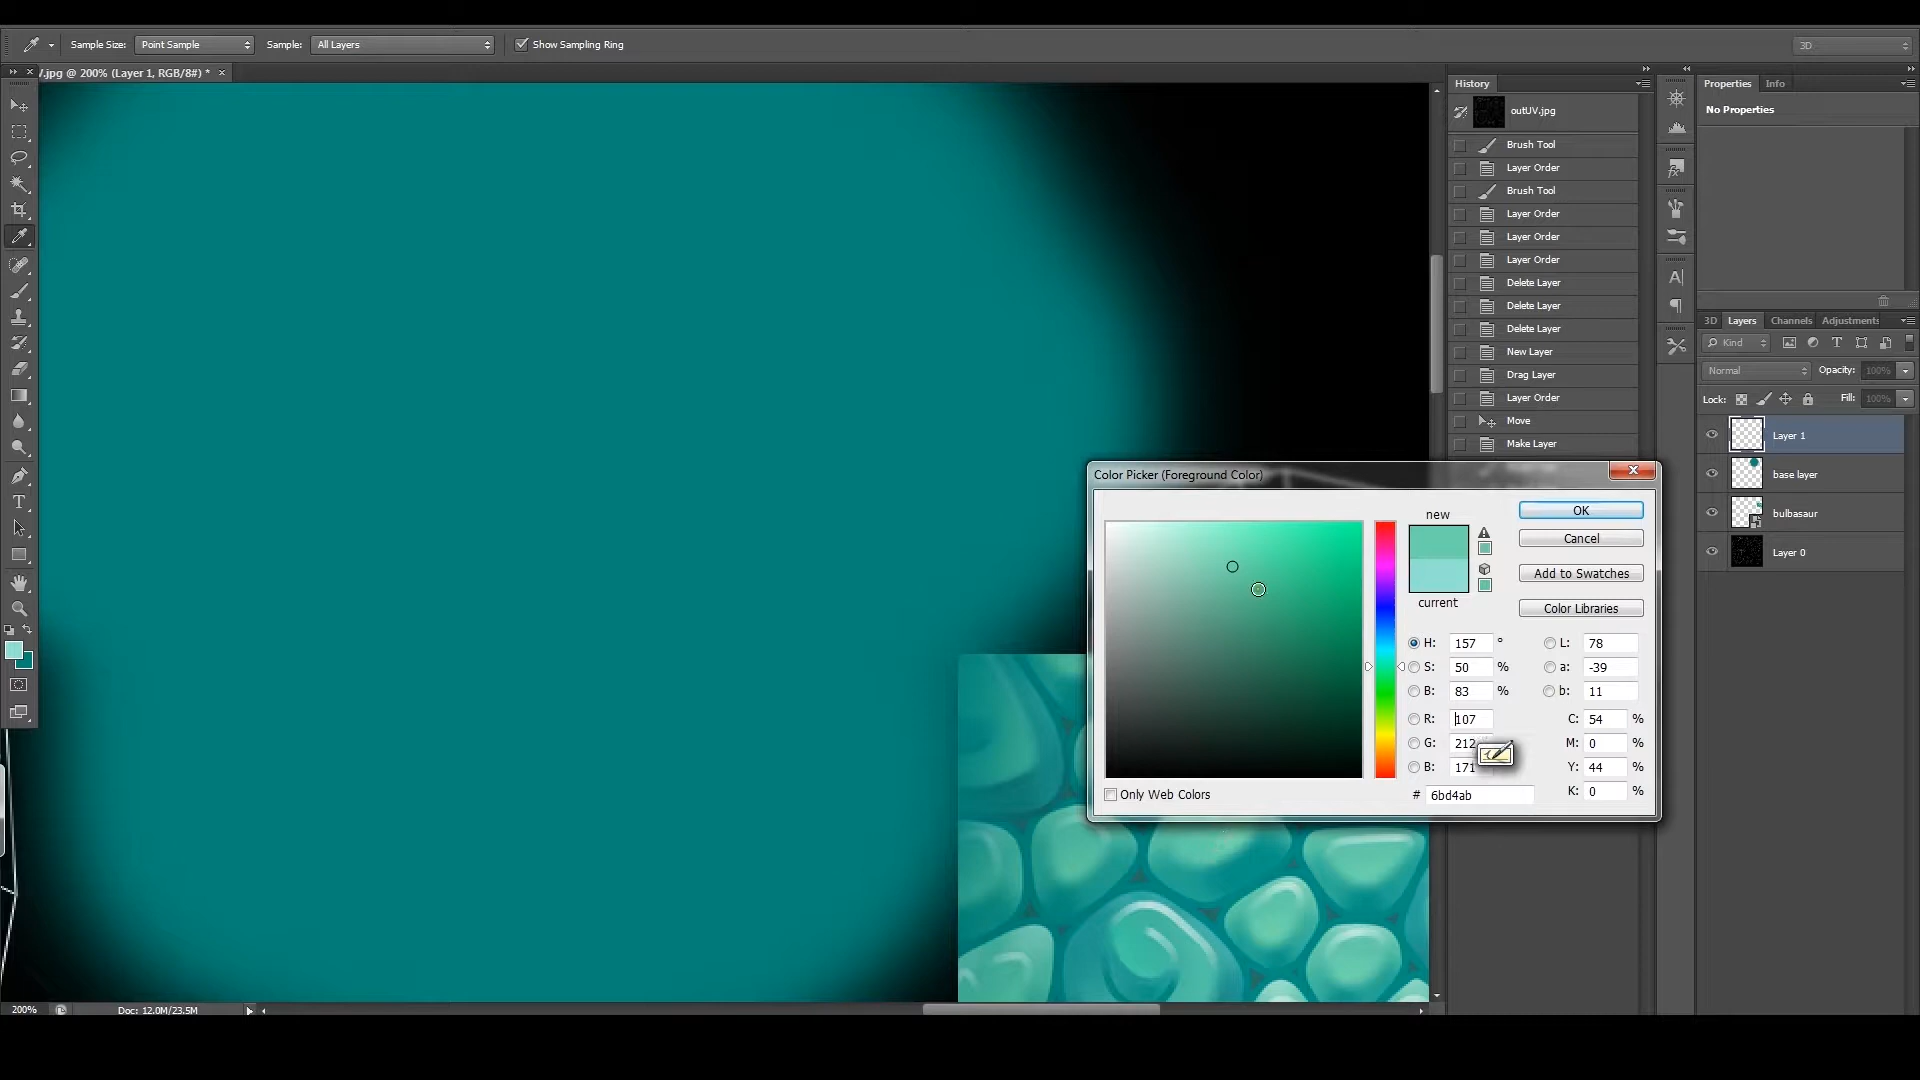 Sample Size: Point Sample Sample: All Layers Show Sampling Ring 3D
V.jpg @ 200% (Layer 1, RGB/8#) * ×
History
outUV.jpg
Brush Tool
Layer Order
Brush Tool
Layer Order
Layer Order
Layer Order
Delete Layer
Delete Layer
Delete Layer
New Layer
Drag Layer
Layer Order
Move
Make Layer
Properties Info
No Properties
3D Layers Channels Adjustments
Kind
Normal Opacity: 100%
Lock: Fill: 100%
Layer 1
base layer
bulbasaur
Layer 0
Color Picker (Foreground Color)
new
current
OK
Cancel
Add to Swatches
Color Libraries
H: 157 ° L: 78
S: 50 % a: -39
B: 83 % b: 11
R: 107 C: 54 %
G: 212 M: 0 %
B: 171 Y: 44 %
# 6bd4ab K: 0 %
Only Web Colors
200% Doc: 12.0M/23.5M